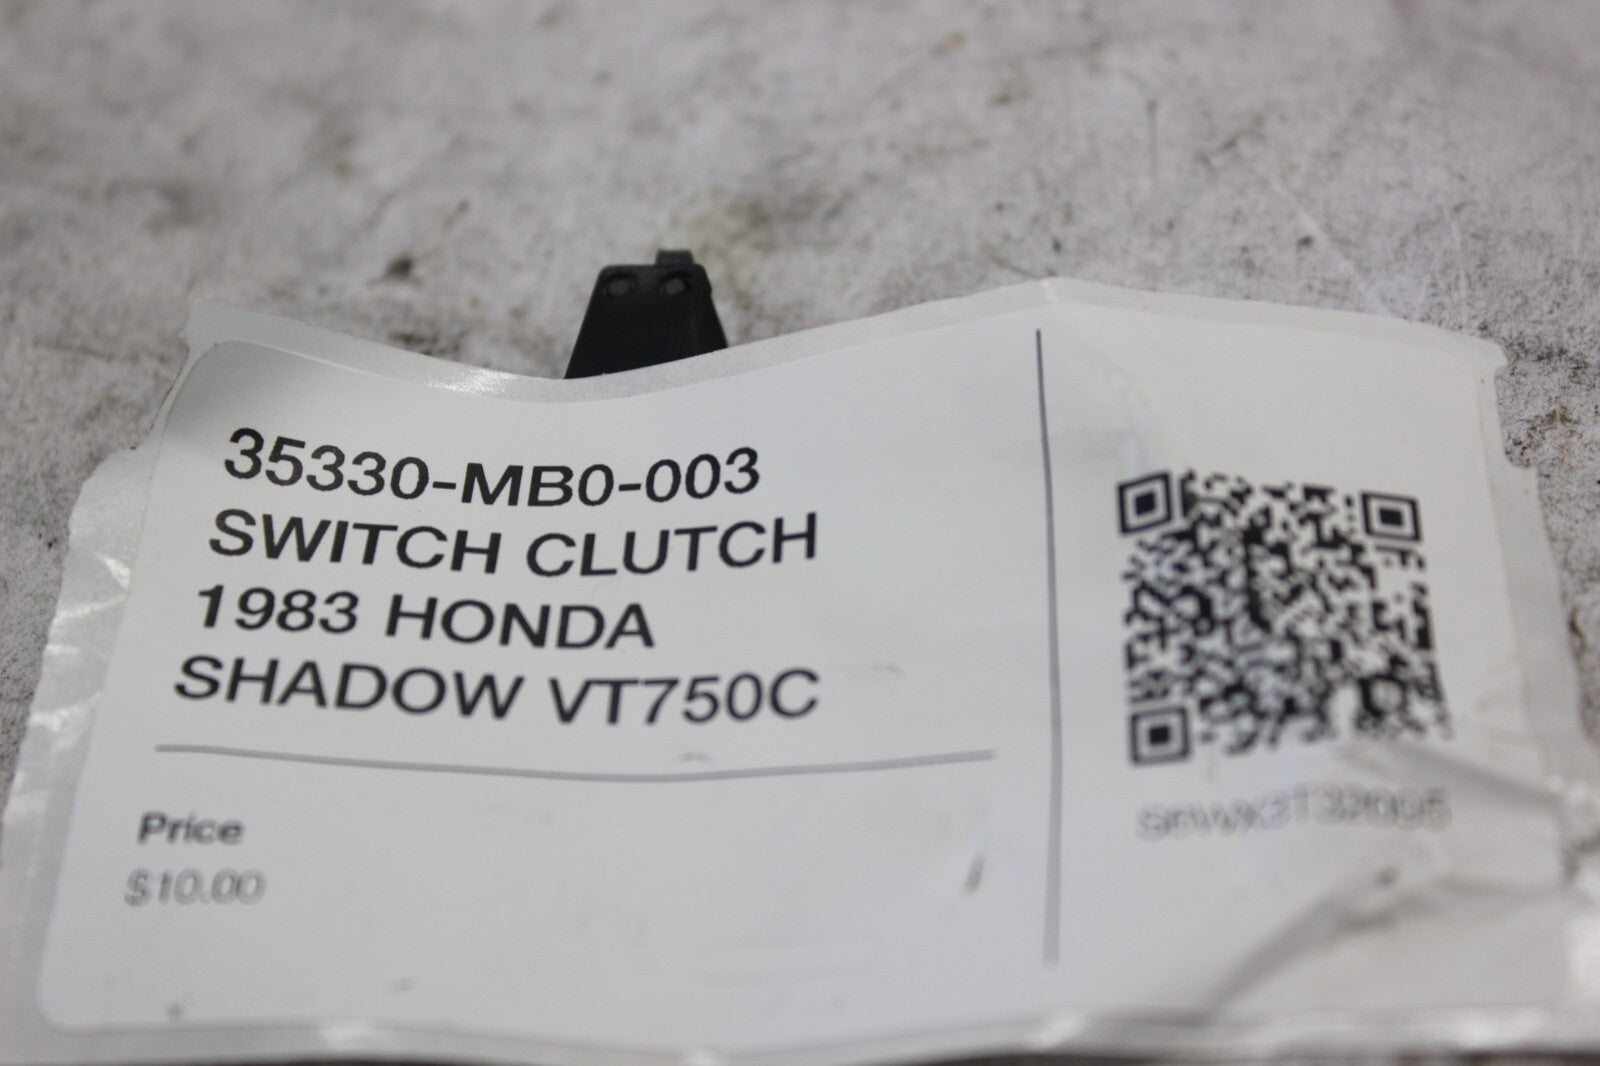 35330-MB0-003
SWITCH CLUTCH
1983 HONDA
SHADOW VT750C
Price
$10.00